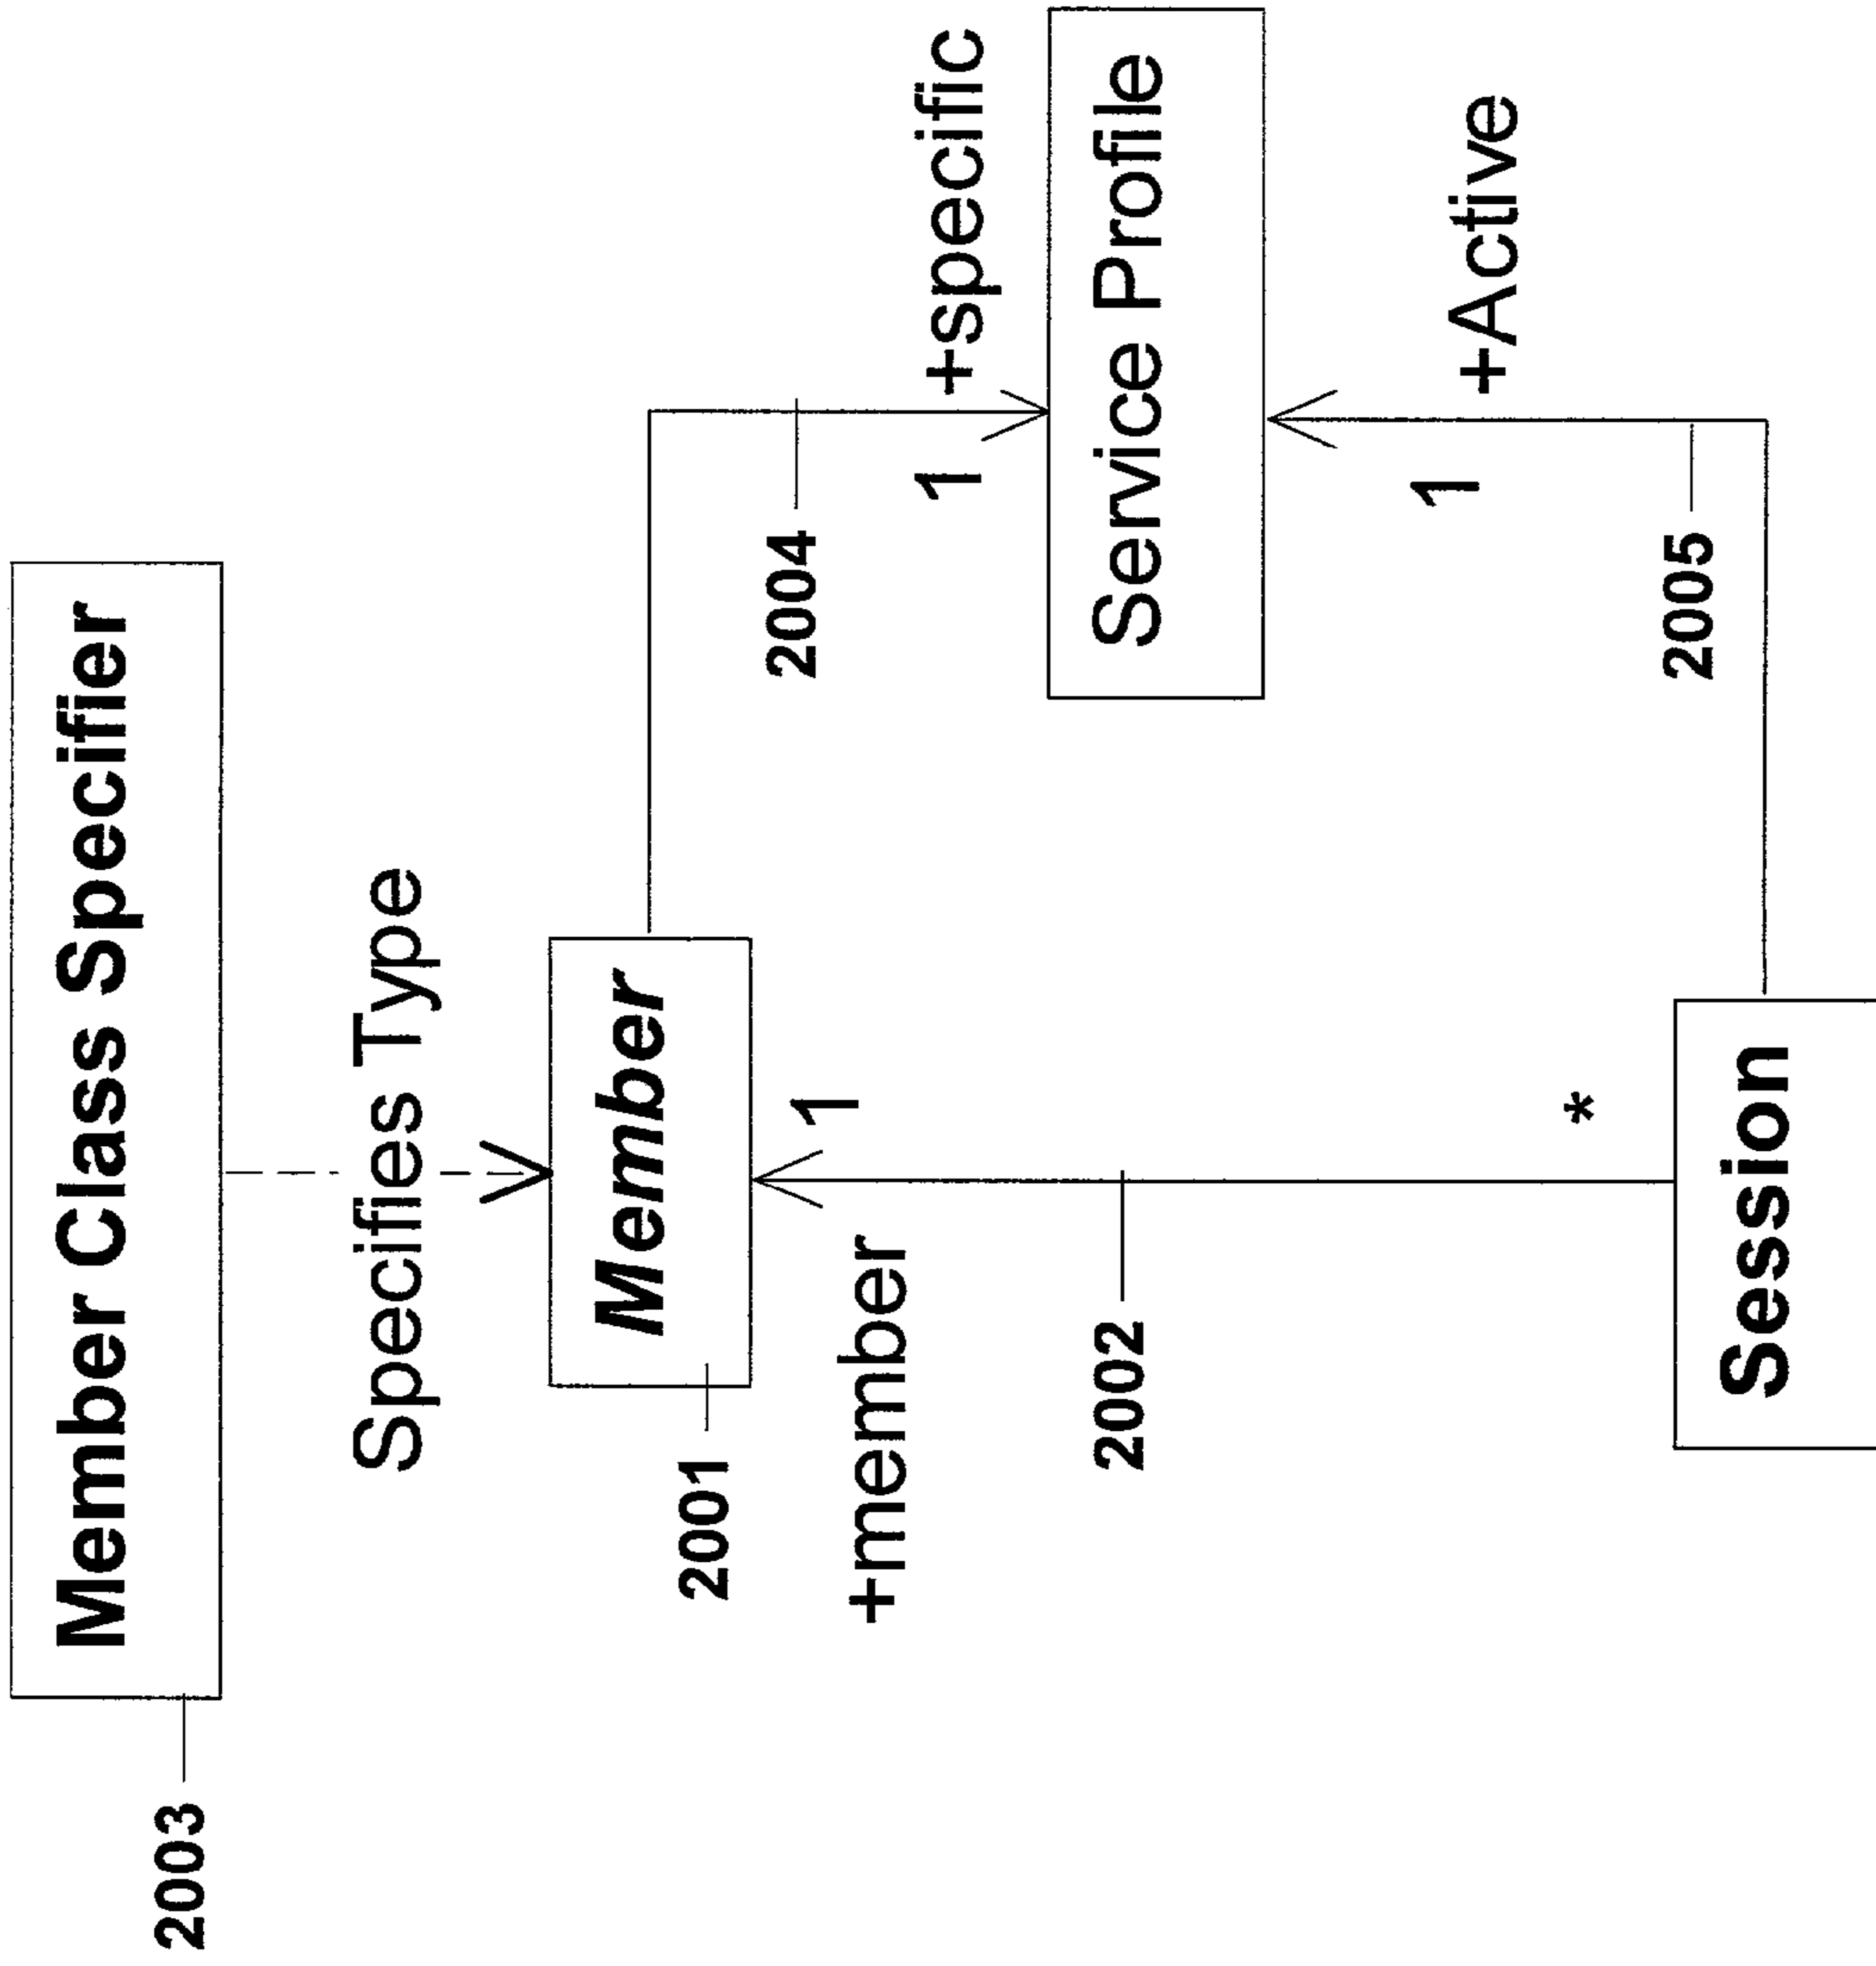 Member Class Specifier
2003
Specifies Type
Member
2001
+member
1
2002
*
Session
2004
+specific
1
Service Profile
1
+Active
2005